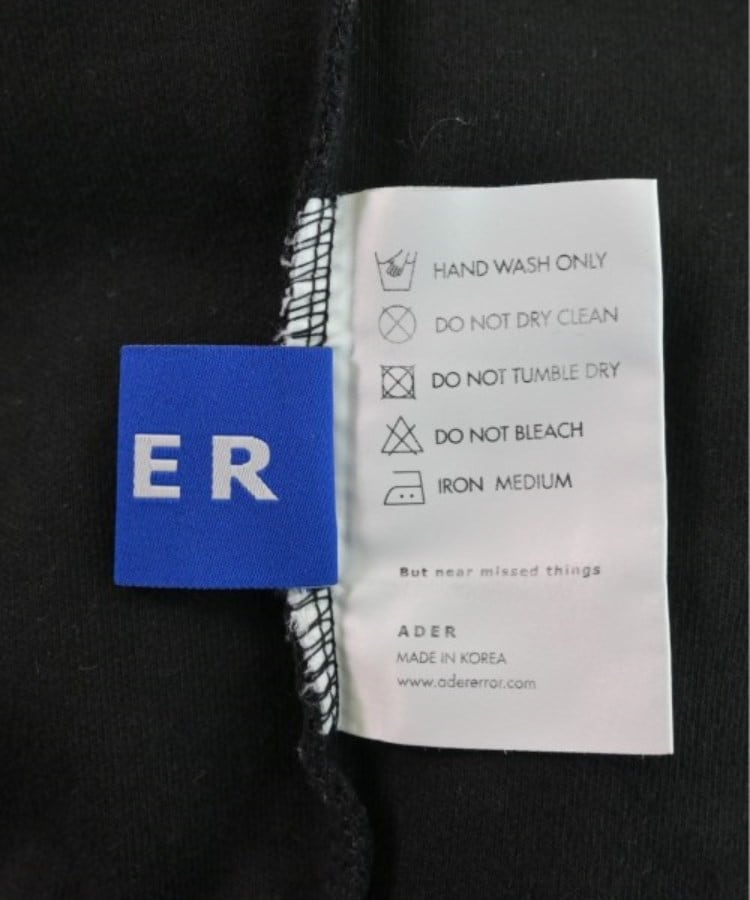 ER
HAND WASH ONLY
DO NOT DRY CLEAN
DO NOT TUMBLE DRY
DO NOT BLEACH
IRON MEDIUM
But near missed things
ADER
MADE IN KOREA
www.adererror.com